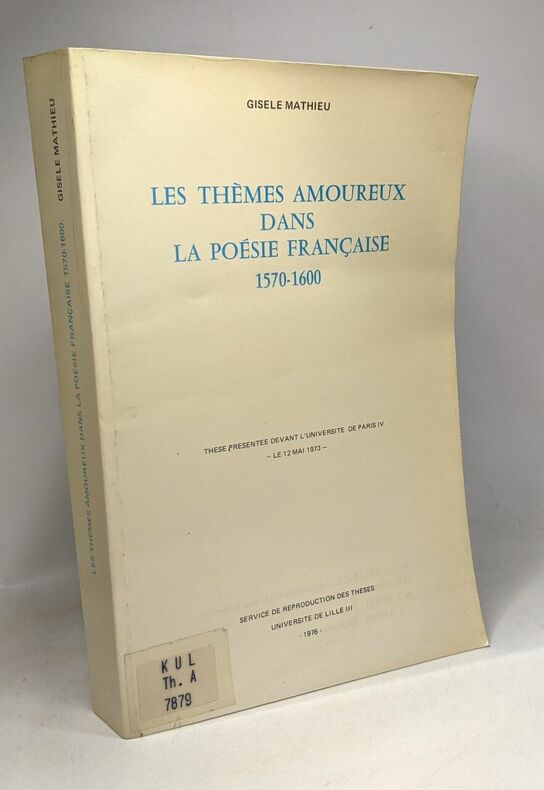 GISELE MATHIEU
LES THÈMES AMOUREUX
DANS
LA POÉSIE FRANÇAISE
1570-1600
THESE PRESENTEE DEVANT L'UNIVERSITE DE PARIS IV
– LE 12 MAI 1973 –
SERVICE DE REPRODUCTION DES THESES
UNIVERSITE DE LILLE III
- 1976 -
KUL
Th. A
7879
LES THÈMES AMOUREUX DANS LA POÉSIE FRANÇAISE 1570-1600. GISELE MATHIEU